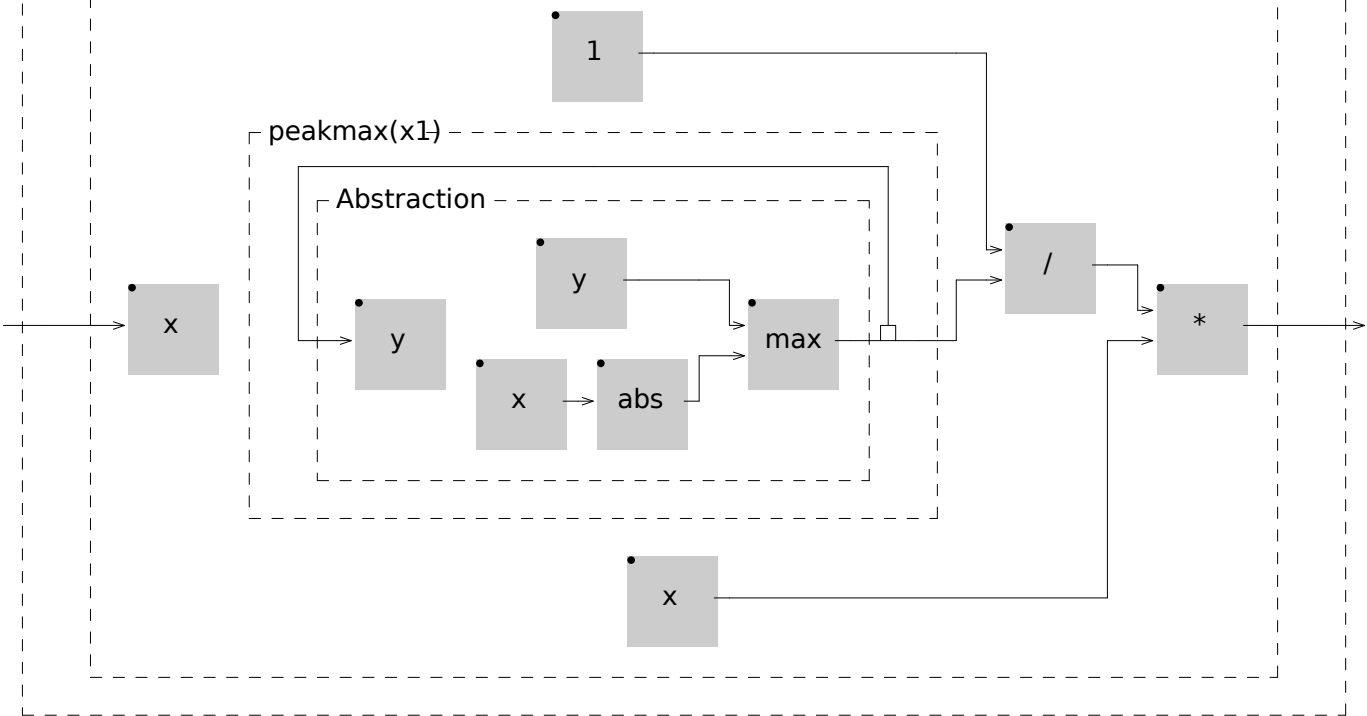 1
peakmax(x1)
Abstraction
y
/
x
y
max
*
x
abs
x